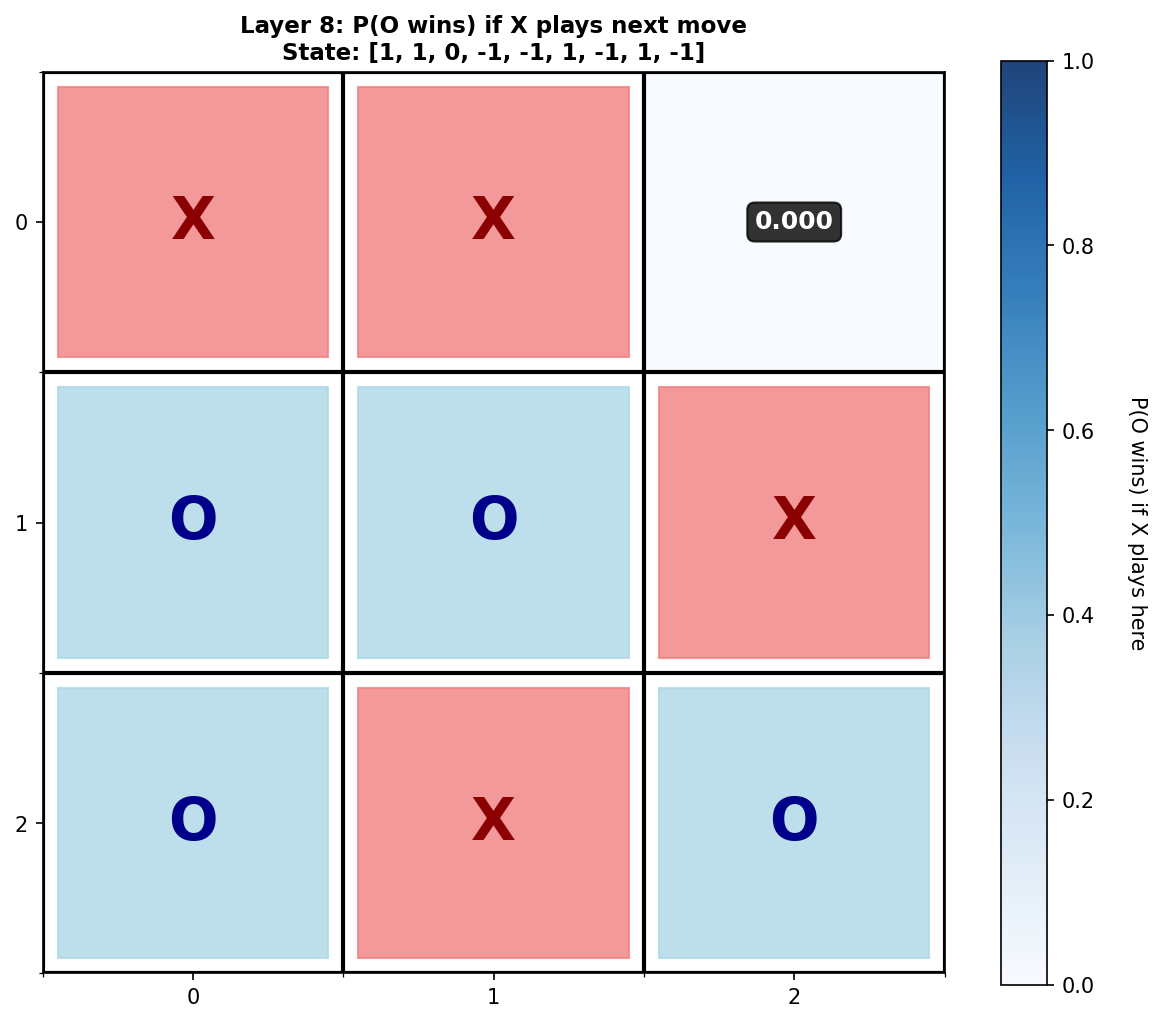 Layer 8: P(O wins) if X plays next move
State: [1, 1, 0, -1, -1, 1, -1, 1, -1]
0
X
X
0.000
1
O
O
X
2
O
X
O
0
1
2
1.0
0.8
0.6
0.4
0.2
0.0
P(O wins) if X plays here